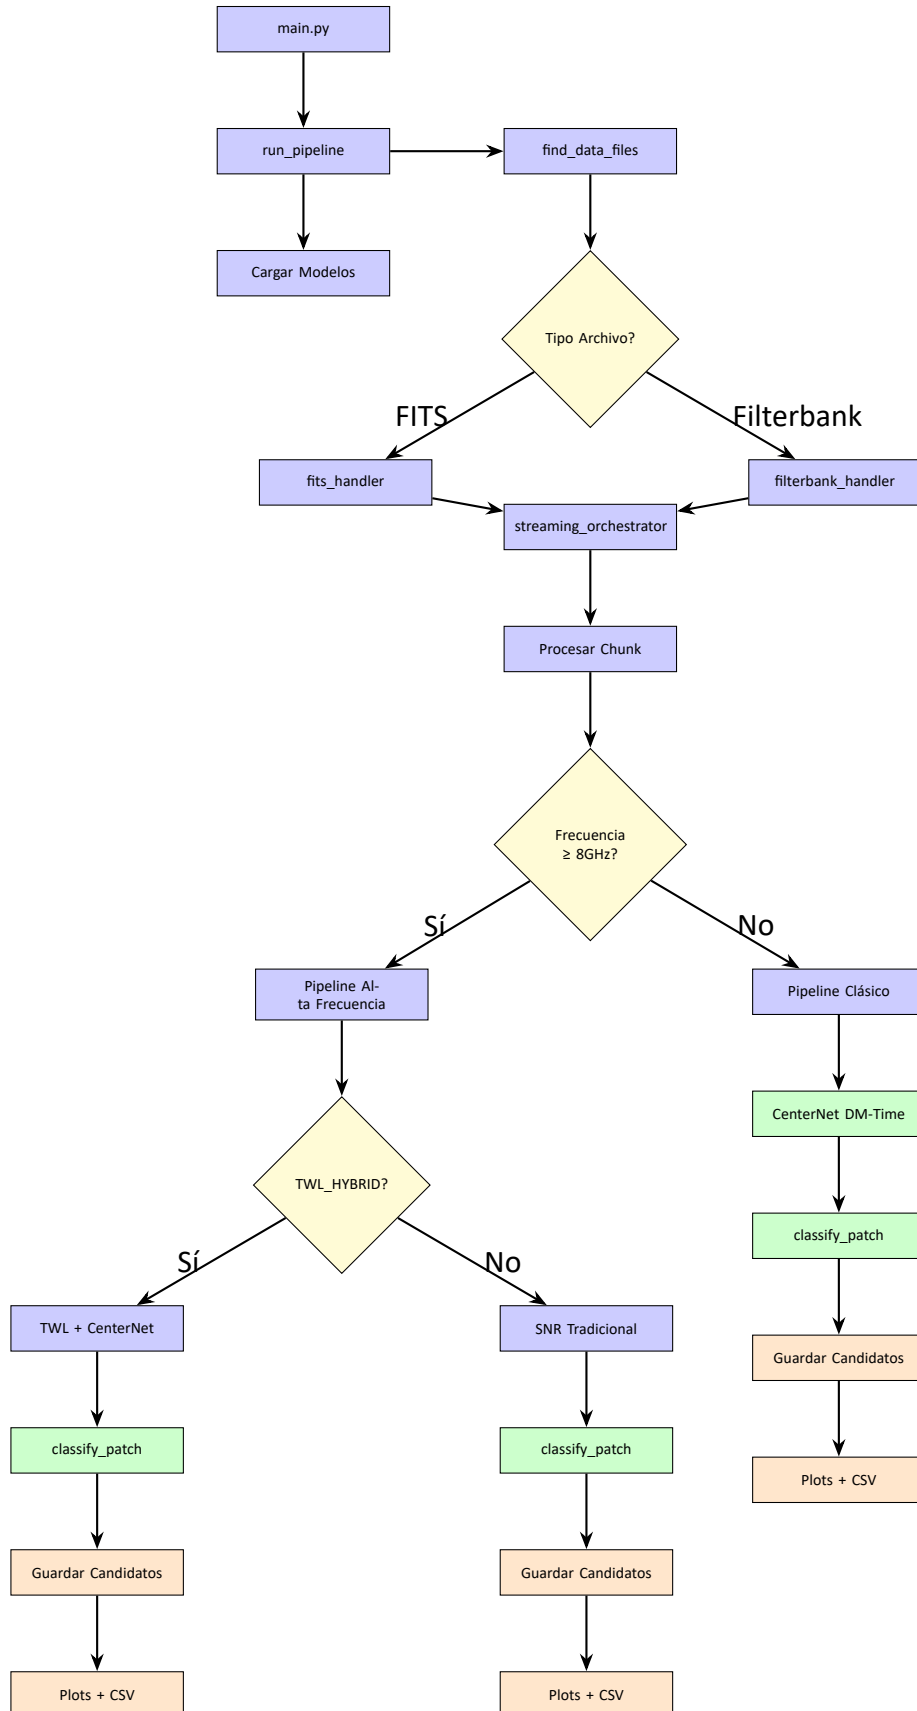 main.py
run_pipeline
find_data_files
Cargar Modelos
Tipo Archivo?
FITS
Filterbank
fits_handler
filterbank_handler
streaming_orchestrator
Procesar Chunk
Frecuencia
≥ 8GHz?
Sí
No
Pipeline Al-
ta Frecuencia
Pipeline Clásico
CenterNet DM-Time
TWL_HYBRID?
classify_patch
Sí
No
TWL + CenterNet
SNR Tradicional
Guardar Candidatos
classify_patch
classify_patch
Plots + CSV
Guardar Candidatos
Guardar Candidatos
Plots + CSV
Plots + CSV